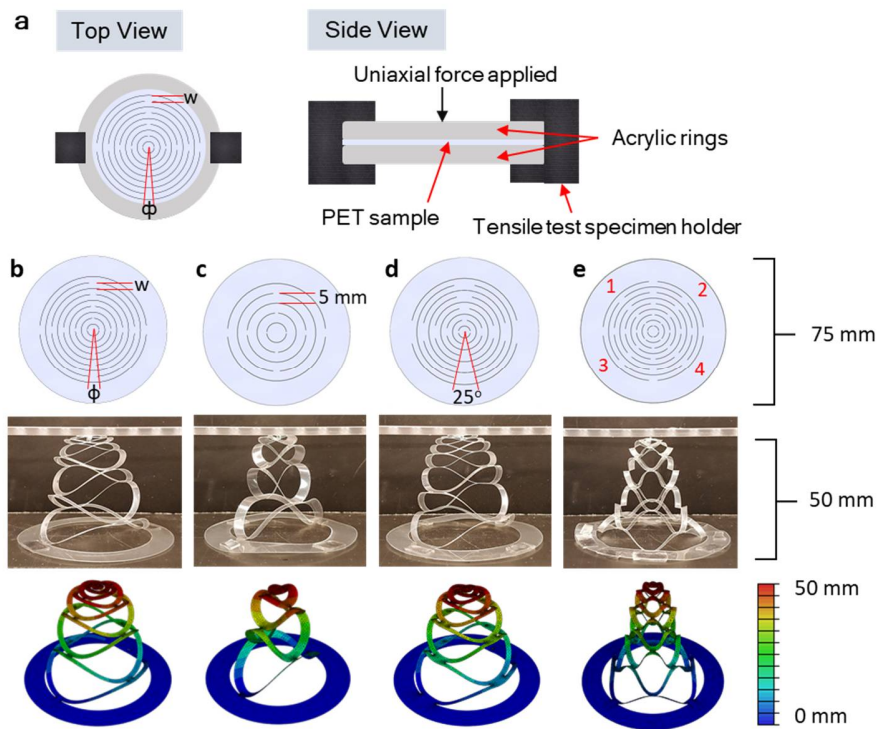 a
Top View
Side View
Uniaxial force applied
w
Acrylic rings
ϕ
PET sample
Tensile test specimen holder
b
c
d
e
w
5 mm
1
2
3
4
75 mm
ϕ
25°
50 mm
50 mm
0 mm